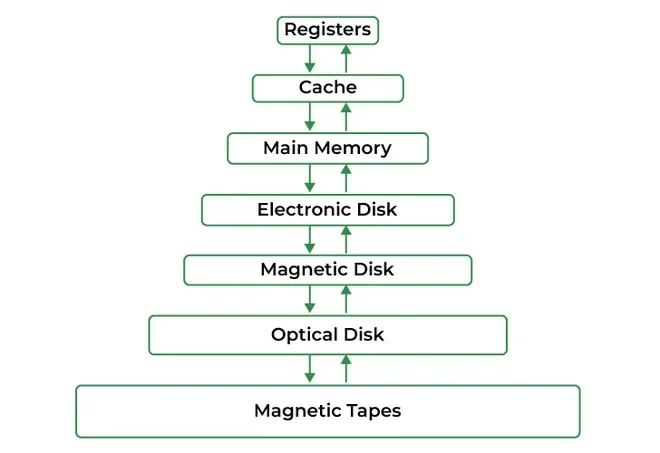 Registers
Cache
Main Memory
Electronic Disk
Magnetic Disk
Optical Disk
Magnetic Tapes